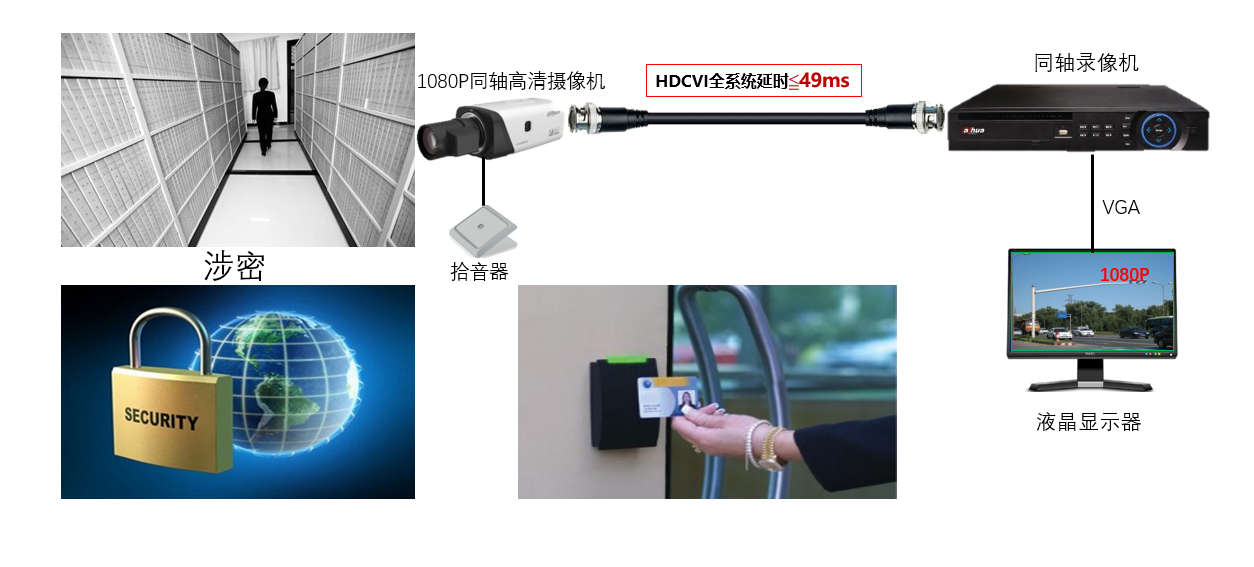 1080P同轴高清摄像机
HDCVI全系统延时≦49ms
同轴录像机
alhua
VGA
涉密
拾音器
1080P
SECURITY
液晶显示器